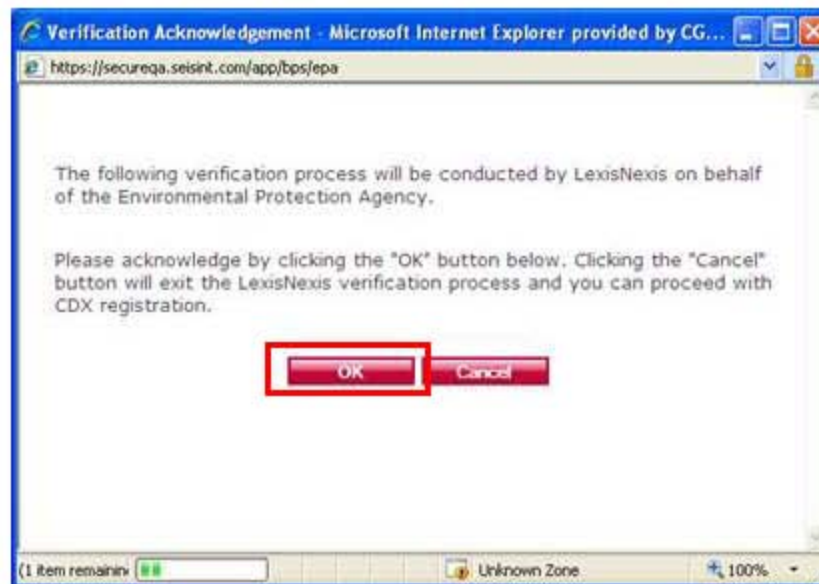 Verification Acknowledgement - Microsoft Internet Explorer provided by CG...
https://secureqa.seisint.com/app/bps/epa
The following verification process will be conducted by LexisNexis on behalf
of the Environmental Protection Agency.
Please acknowledge by clicking the "OK" button below. Clicking the "Cancel"
button will exit the LexisNexis verification process and you can proceed with
CDX registration.
OK Cancel
(1 item remainin Unknown Zone 100%